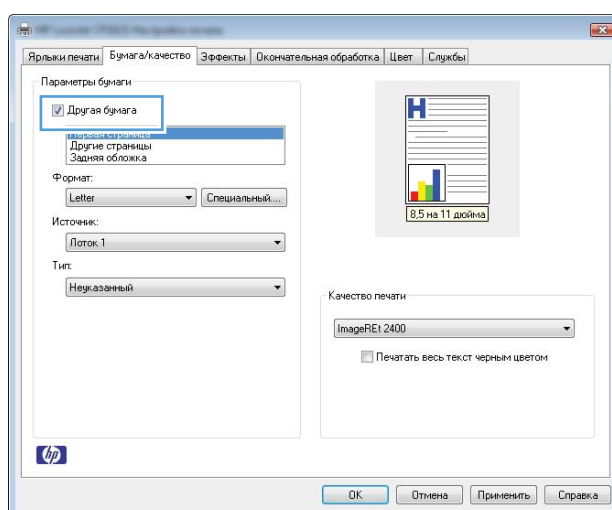 Ярлыки печати Бумага/качество Эффекты Окончательная обработка Цвет Службы
Параметры бумаги
Другая бумага
Первая страница
Другие страницы
Задняя обложка
Формат:
Letter Специальный...
8,5 на 11 дюйма
Источник:
Лоток 1
Тип:
Неуказанный
Качество печати
ImageREt 2400
Печатать весь текст черным цветом
hp
OK Отмена Применить Справка